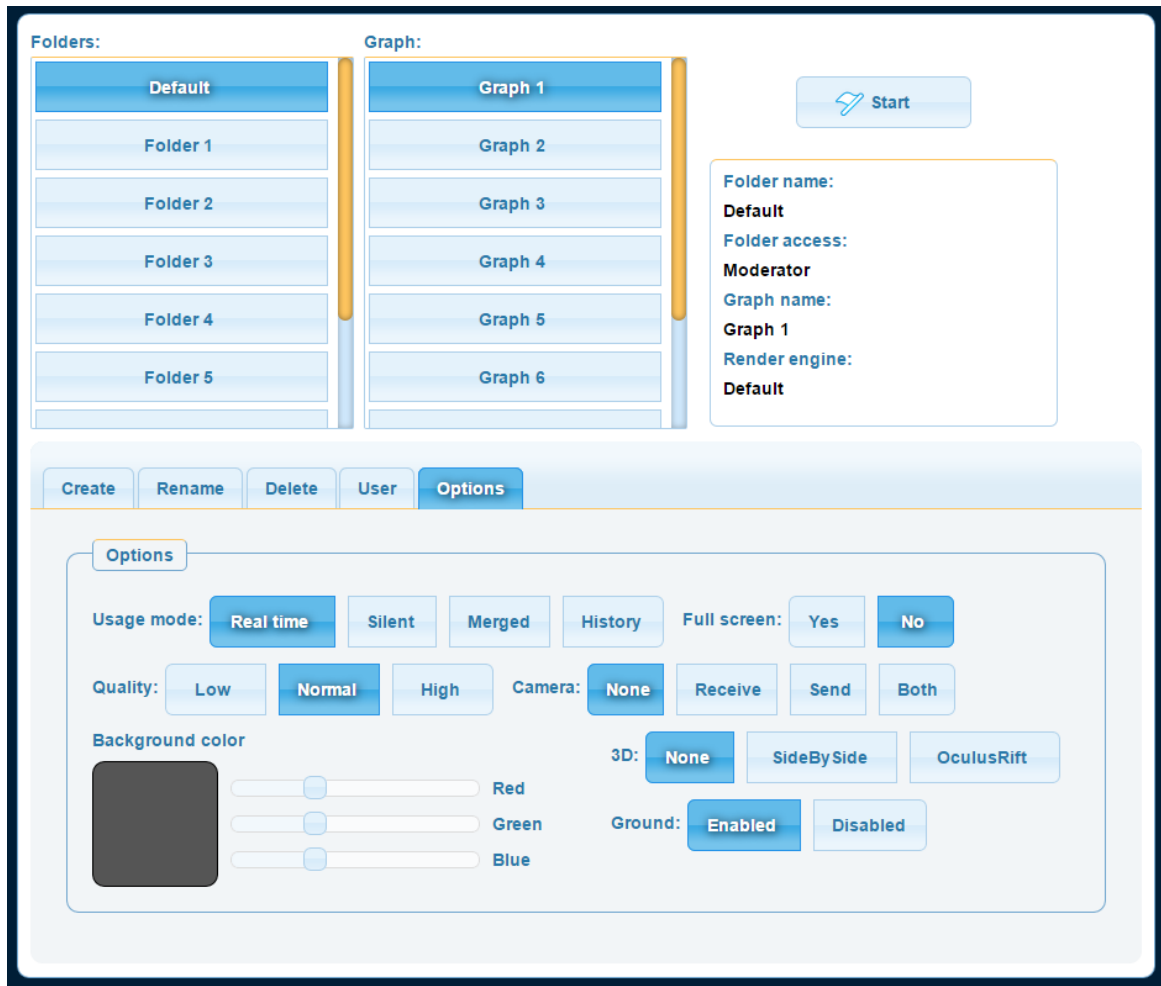 Folders:
Default
Folder 1
Folder 2
Folder 3
Folder 4
Folder 5
Graph:
Graph 1
Graph 2
Graph 3
Graph 4
Graph 5
Graph 6
Start
Folder name:
Default
Folder access:
Moderator
Graph name:
Graph 1
Render engine:
Default
Create Rename Delete User Options
Options
Usage mode: Real time Silent Merged History Full screen: Yes No
Quality: Low Normal High Camera: None Receive Send Both
Background color
Red
Green
Blue
3D: None SideBySide OculusRift
Ground: Enabled Disabled